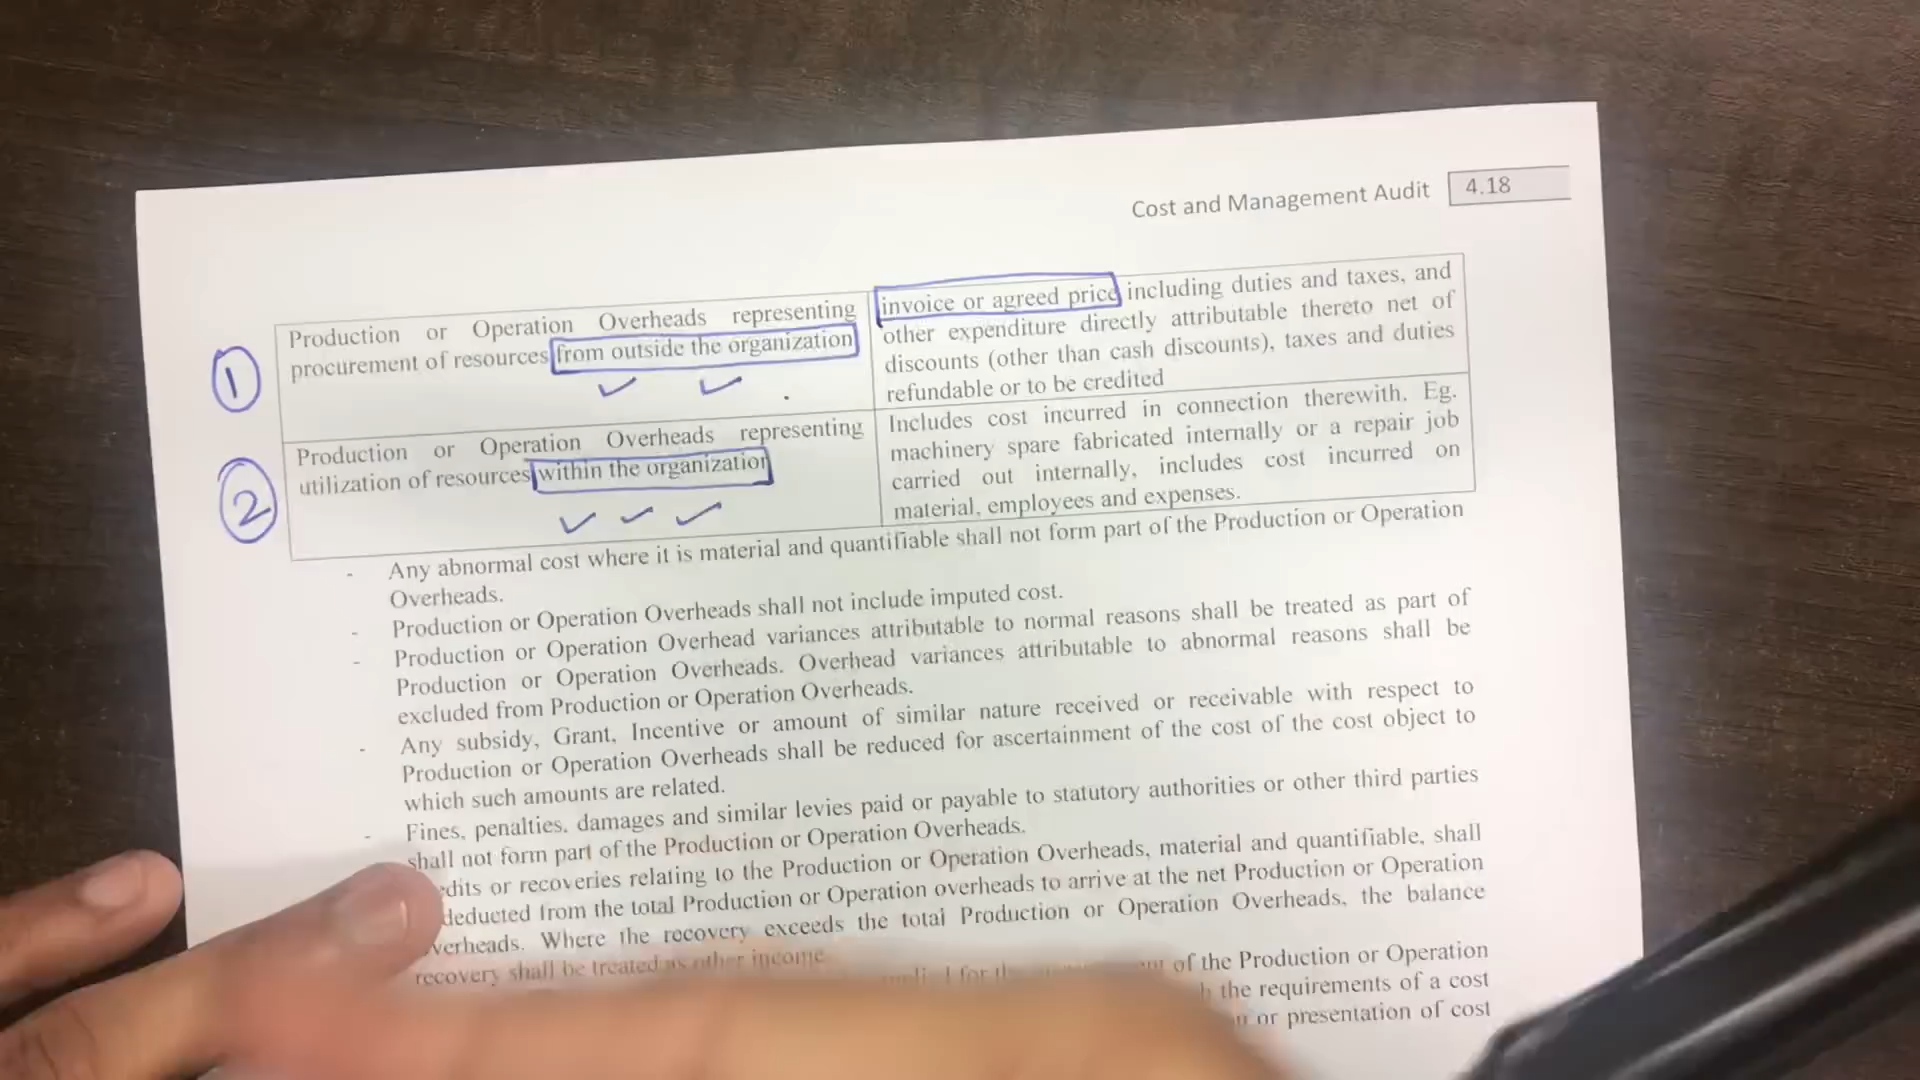 Cost and Management Audit 4.18
1
Production or Operation Overheads representing
procurement of resources from outside the organization
invoice or agreed price including duties and taxes, and
other expenditure directly attributable thereto net of
discounts (other than cash discounts), taxes and duties
refundable or to be credited
2
Production or Operation Overheads representing
utilization of resources within the organization
Includes cost incurred in connection therewith. Eg.
machinery spare fabricated internally or a repair job
carried out internally, includes cost incurred on
material, employees and expenses.
- Any abnormal cost where it is material and quantifiable shall not form part of the Production or Operation
Overheads.
- Production or Operation Overheads shall not include imputed cost.
- Production or Operation Overhead variances attributable to normal reasons shall be treated as part of
Production or Operation Overheads. Overhead variances attributable to abnormal reasons shall be
excluded from Production or Operation Overheads.
- Any subsidy, Grant, Incentive or amount of similar nature received or receivable with respect to
Production or Operation Overheads shall be reduced for ascertainment of the cost of the cost object to
which such amounts are related.
- Fines, penalties, damages and similar levies paid or payable to statutory authorities or other third parties
shall not form part of the Production or Operation Overheads.
or recoveries relating to the Production or Operation Overheads, material and quantifiable, shall
deducted from the total Production or Operation overheads to arrive at the net Production or Operation
verheads. Where the recovery exceeds the total Production or Operation Overheads, the balance
recovery shall be treated as other income
for of the Production or Operation
the requirements of a cost
or presentation of cost